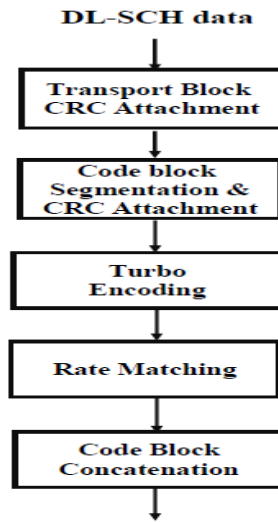 DL-SCH data
Transport Block
CRC Attachment
Code block
Segmentation &
CRC Attachment
Turbo
Encoding
Rate Matching
Code Block
Concatenation